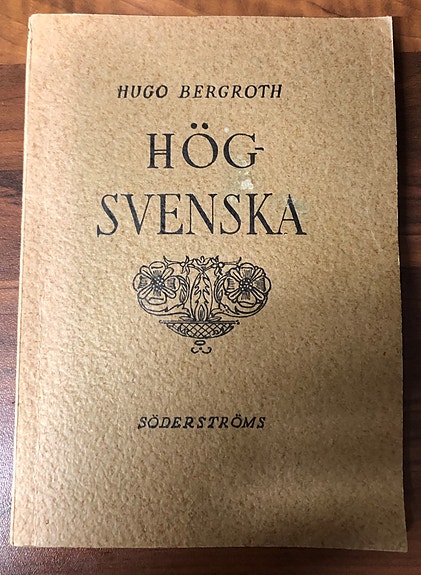 HUGO BERGROTH
HÖG-
SVENSKA
SÖDERSTRÖMS